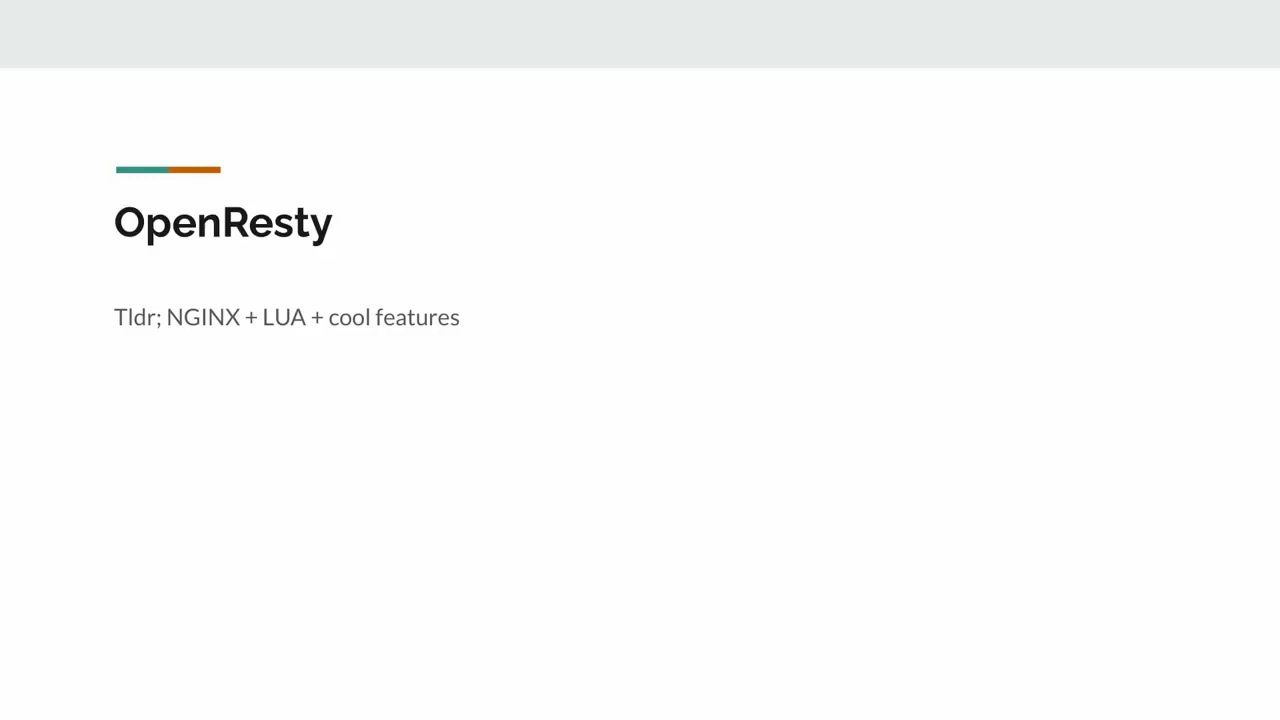 OpenResty
Tldr; NGINX + LUA + cool features